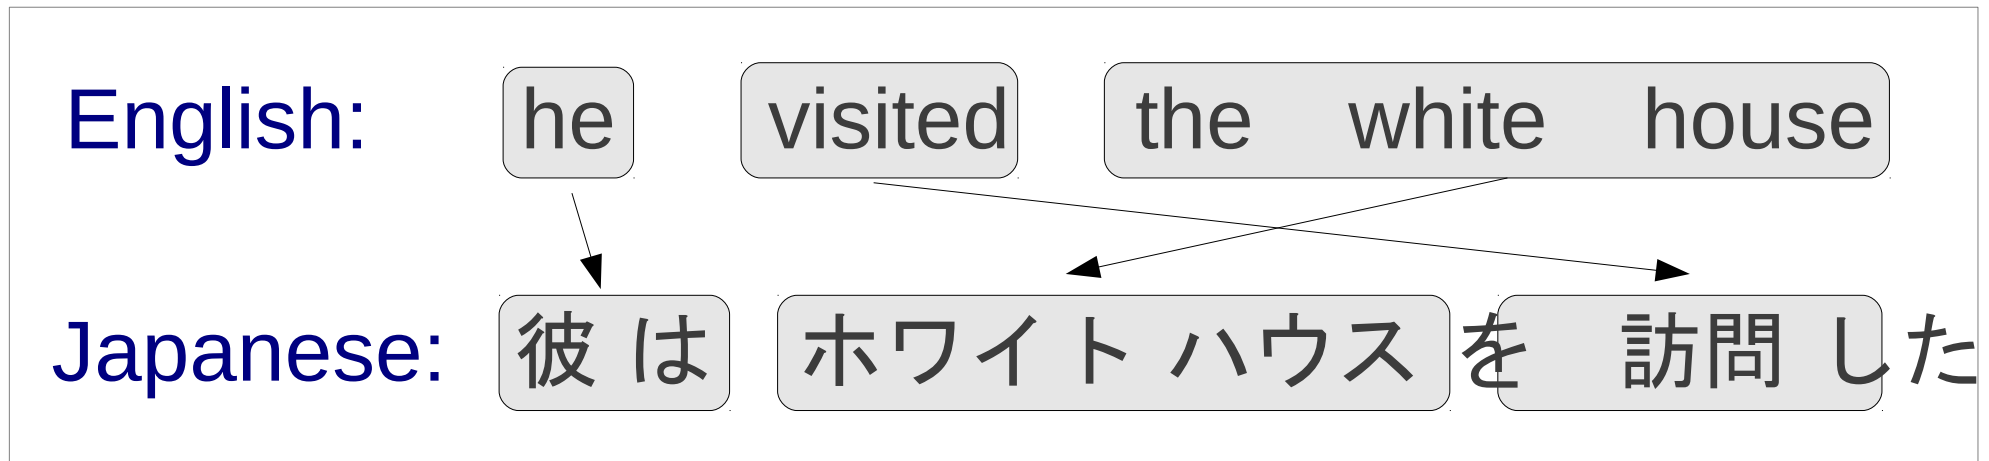 English: he visited the white house
Japanese: 彼 は ホワイト ハウス を 訪問 した